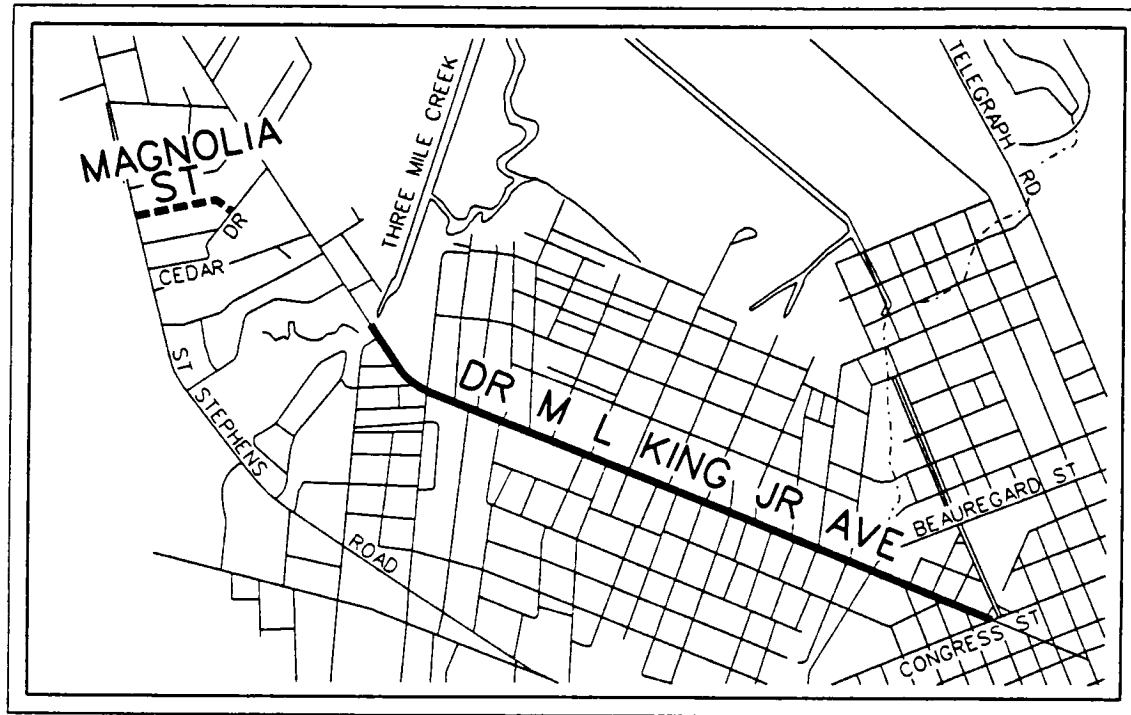 MAGNOLIA
ST
THREE MILE CREEK
TELEGRAPH RD
CEDAR DR
ST STEPHENS ROAD
DR M L KING JR AVE
BEAUREGARD ST
CONGRESS ST